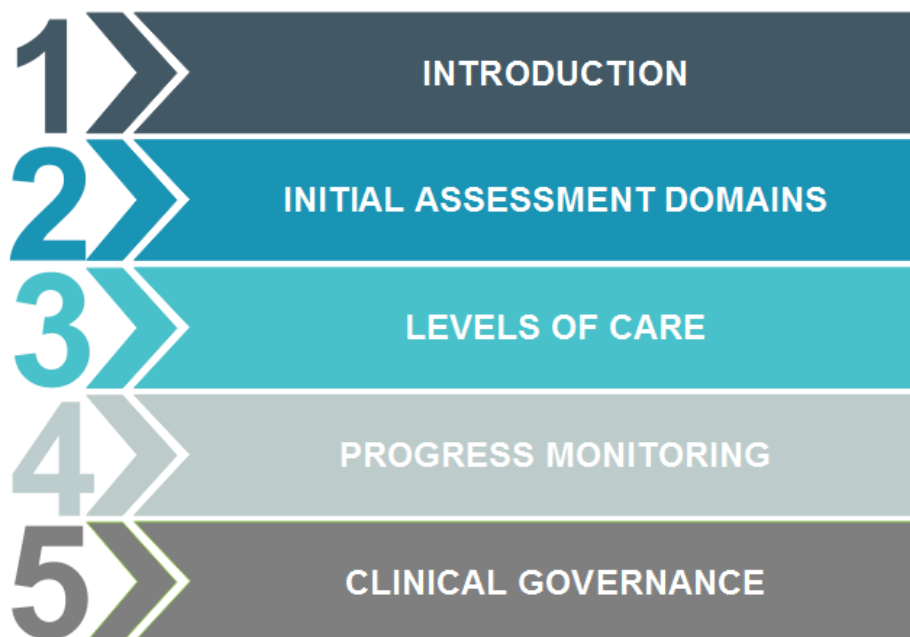 1 INTRODUCTION
2 INITIAL ASSESSMENT DOMAINS
3 LEVELS OF CARE
4 PROGRESS MONITORING
5 CLINICAL GOVERNANCE